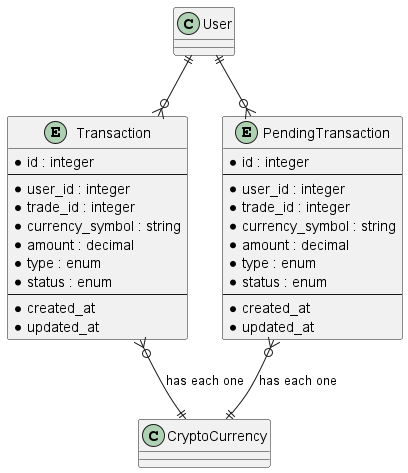 C User
E Transaction
id : integer
user_id : integer
trade_id : integer
currency_symbol : string
amount : decimal
type : enum
status : enum
created_at
updated_at
E PendingTransaction
id : integer
user_id : integer
trade_id : integer
currency_symbol : string
amount : decimal
type : enum
status : enum
created_at
updated_at
has each one
has each one
C CryptoCurrency